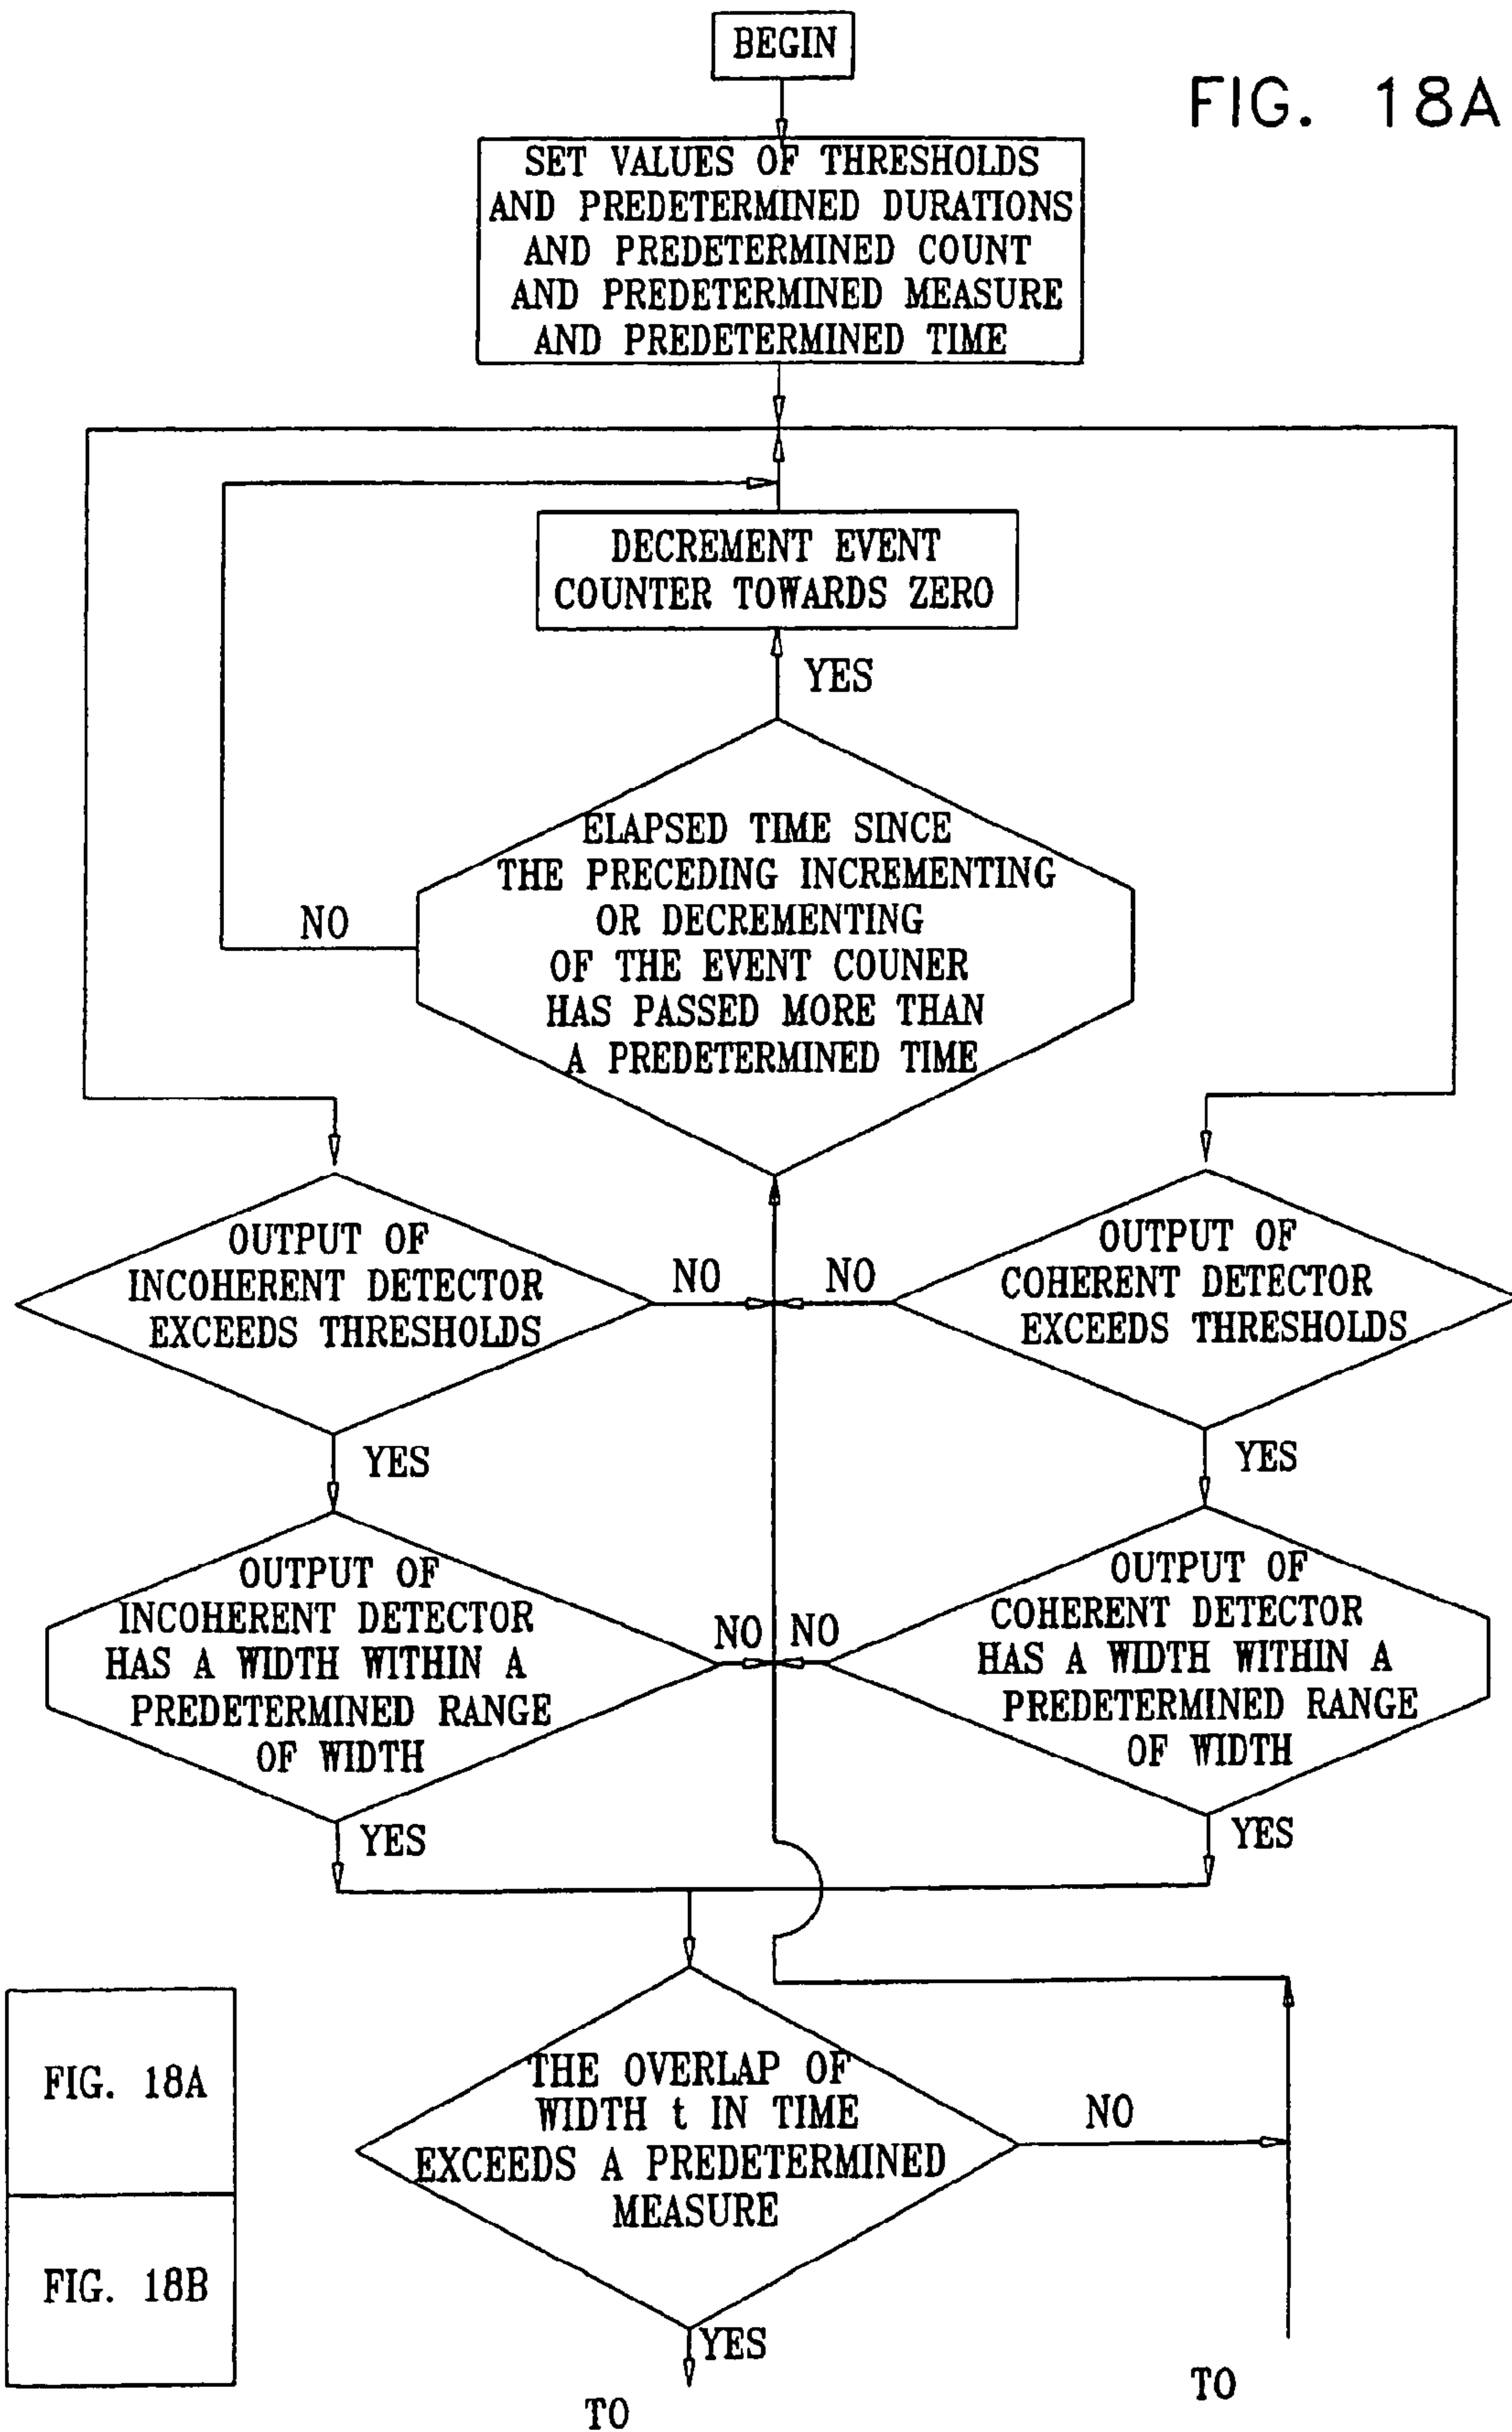 BEGIN
FIG. 18A
SET VALUES OF THRESHOLDS
AND PREDETERMINED DURATIONS
AND PREDETERMINED COUNT
AND PREDETERMINED MEASURE
AND PREDETERMINED TIME
DECREMENT EVENT
COUNTER TOWARDS ZERO
YES
ELAPSED TIME SINCE
THE PRECEDING INCREMENTING
OR DECREMENTING
OF THE EVENT COUNER
HAS PASSED MORE THAN
A PREDETERMINED TIME
NO
OUTPUT OF
INCOHERENT DETECTOR
EXCEEDS THRESHOLDS
NO
NO
OUTPUT OF
COHERENT DETECTOR
EXCEEDS THRESHOLDS
YES
YES
OUTPUT OF
INCOHERENT DETECTOR
HAS A WIDTH WITHIN A
PREDETERMINED RANGE
OF WIDTH
NO
NO
OUTPUT OF
COHERENT DETECTOR
HAS A WIDTH WITHIN A
PREDETERMINED RANGE
OF WIDTH
YES
YES
THE OVERLAP OF
WIDTH t IN TIME
EXCEEDS A PREDETERMINED
MEASURE
NO
YES
TO
TO
FIG. 18A
FIG. 18B